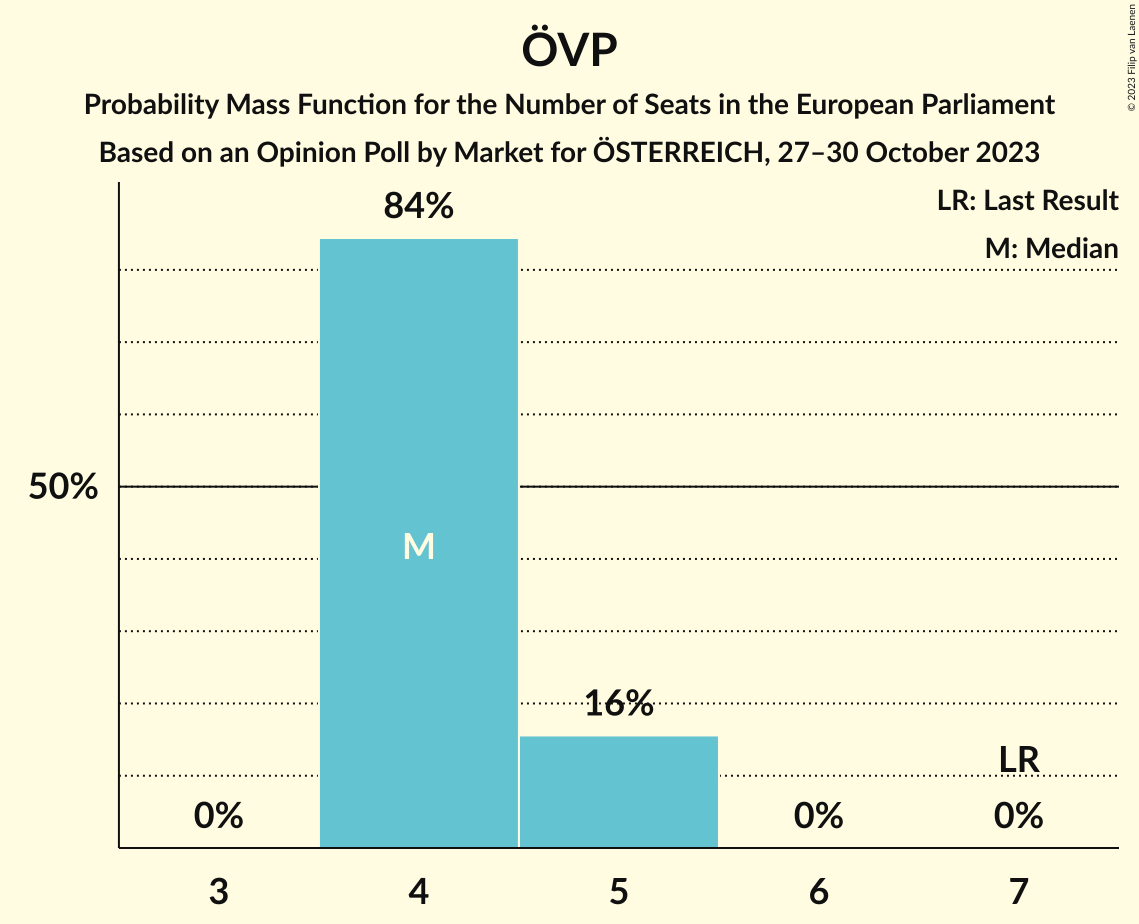 ÖVP
Probability Mass Function for the Number of Seats in the European Parliament
Based on an Opinion Poll by Market for ÖSTERREICH, 27–30 October 2023
© 2023 Filip van Laenen
LR: Last Result
M: Median
84%
50%
M
16%
LR
0%
0%
0%
3
4
5
6
7